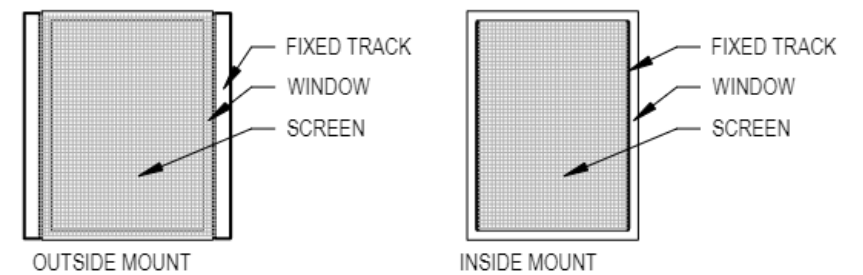 FIXED TRACK
WINDOW
SCREEN
OUTSIDE MOUNT
FIXED TRACK
WINDOW
SCREEN
INSIDE MOUNT